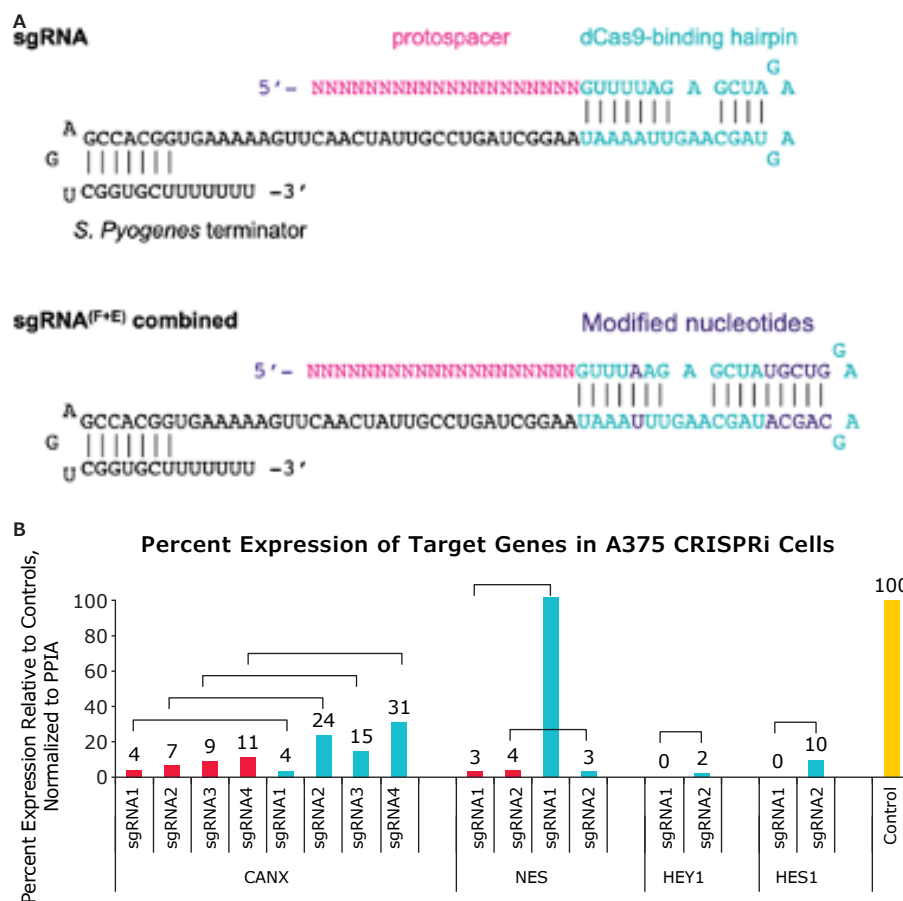 A
sgRNA
protospacer dCas9-binding hairpin
G
5'- NNNNNNNNNNNNNNNNNNNNGUUUUAG A GCUA A
A GCCACGGUGAAAAAGUUCAACUAUUGCCUGAUCGGAAUAAAAUUGAACGAU A
G G
U CGGUGCUUUUUUU -3'
S. Pyogenes terminator
sgRNA(F+E) combined
Modified nucleotides
G
5'- NNNNNNNNNNNNNNNNNNNNGUUUAAG A GCUAUGCUG A
A GCCACGGUGAAAAAGUUCAACUAUUGCCUGAUCGGAAUAAAUUUGAACGAUACGAC A
G G
U CGGUGCUUUUUUU -3'
B
Percent Expression of Target Genes in A375 CRISPRi Cells
Percent Expression Relative to Controls,
Normalized to PPIA
100
80
60
40
20
0
4 7 9 11 4 24 15 31
3 4 3
0 2
0 10
100
sgRNA1 sgRNA2 sgRNA3 sgRNA4 sgRNA1 sgRNA2 sgRNA3 sgRNA4
sgRNA1 sgRNA2 sgRNA1 sgRNA2
sgRNA1 sgRNA2
sgRNA1 sgRNA2
Control
CANX NES HEY1 HES1